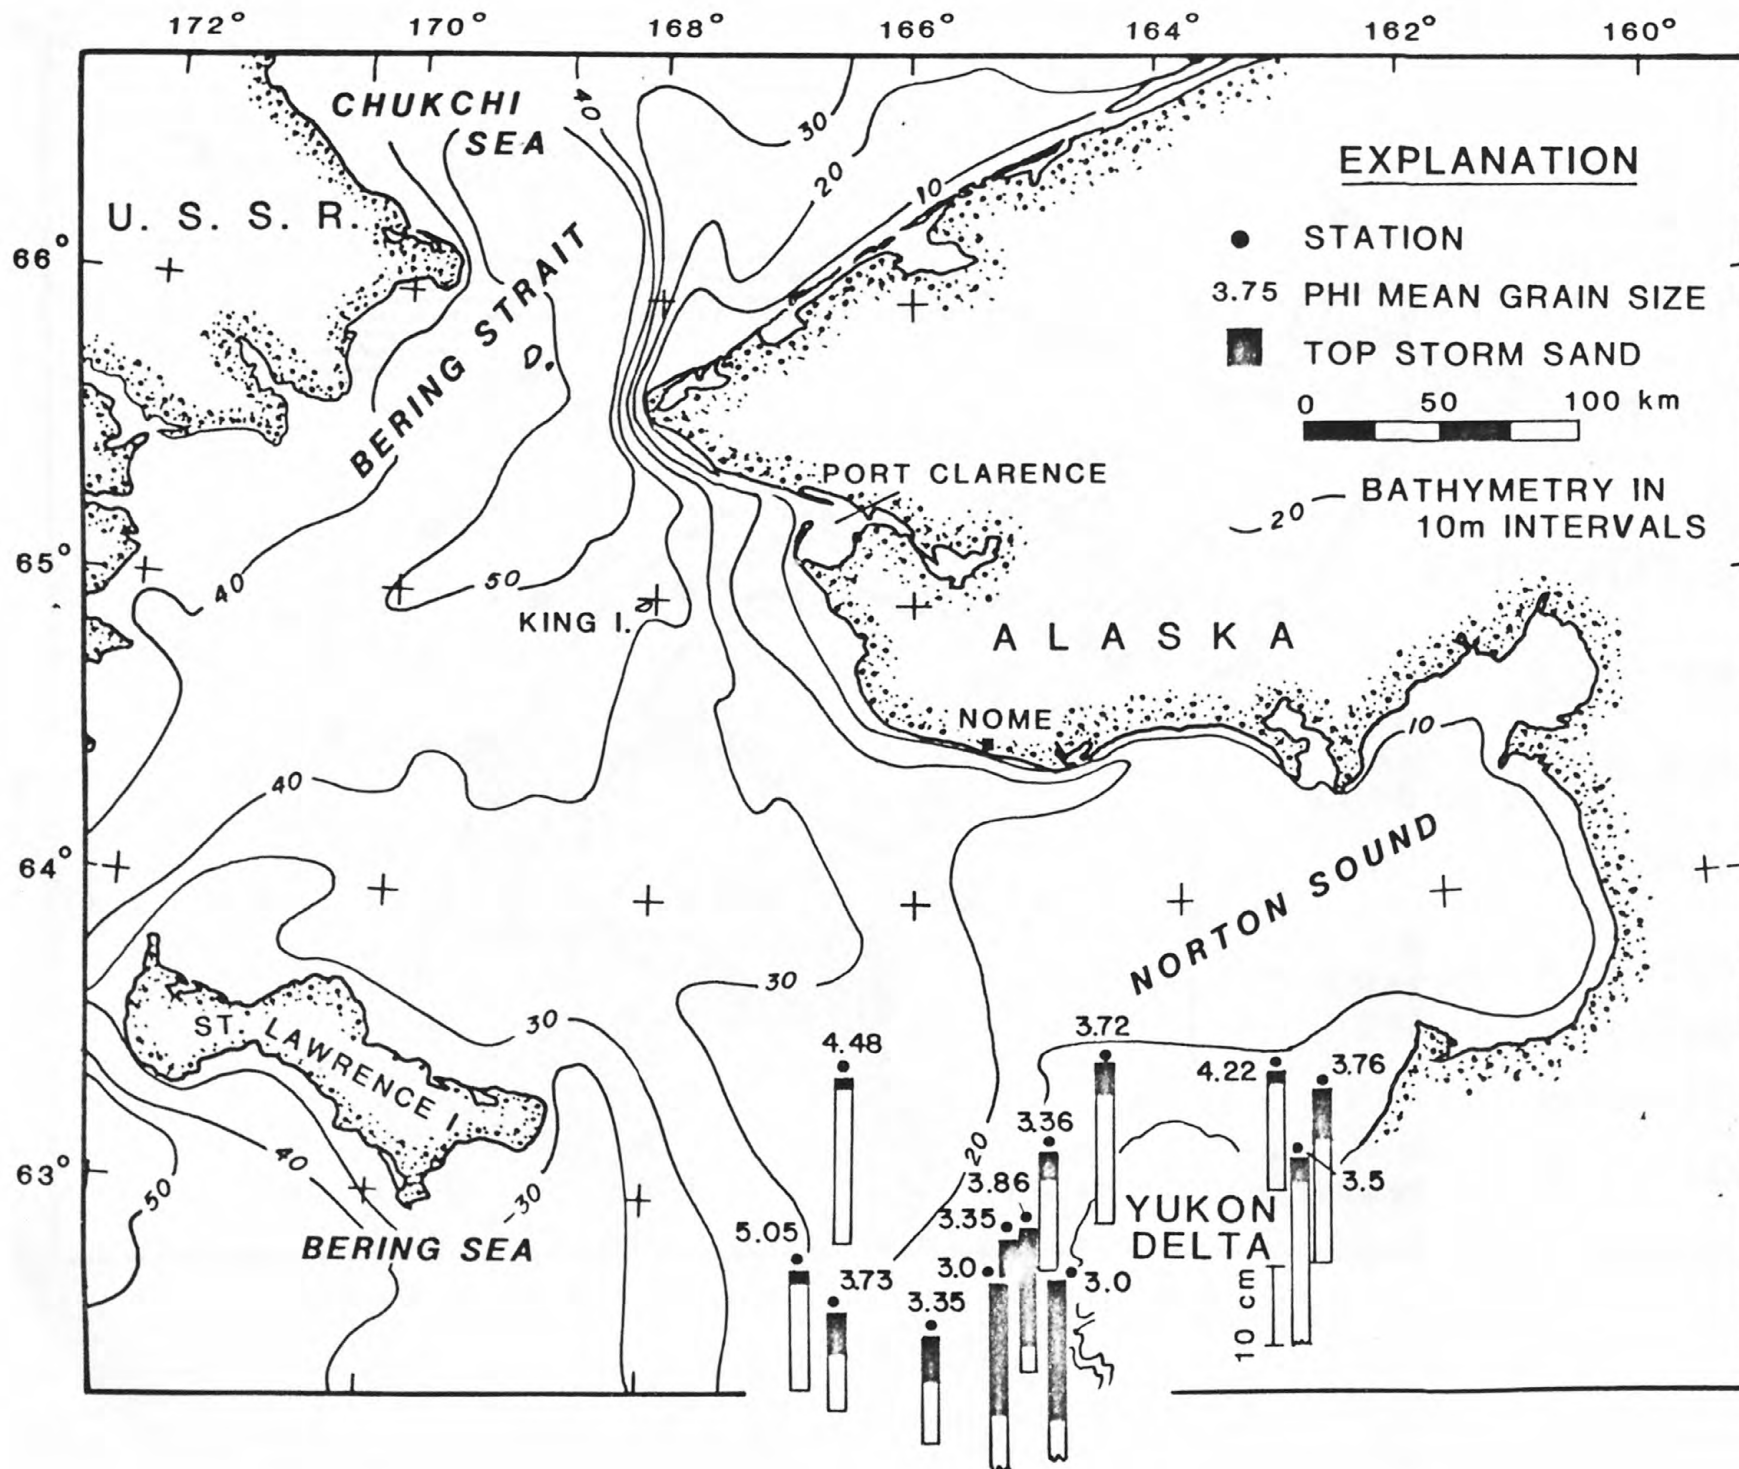 172° 170° 168° 166° 164° 162° 160°
CHUKCHI
SEA
40
30
20
10
U. S. S. R.
66°
BERING STRAIT
EXPLANATION
STATION
3.75 PHI MEAN GRAIN SIZE
TOP STORM SAND
0 50 100 km
20 BATHYMETRY IN
10m INTERVALS
PORT CLARENCE
65°
40
50
KING I.
ALASKA
NOME
10
40
64°
NORTON SOUND
30
30
ST. LAWRENCE I.
4.48
3.72
4.22
3.76
3.36
63°
40
50
-30
20
3.86
3.5
BERING SEA
5.05
3.35
YUKON
DELTA
3.73
3.0
3.0
3.35
10 cm